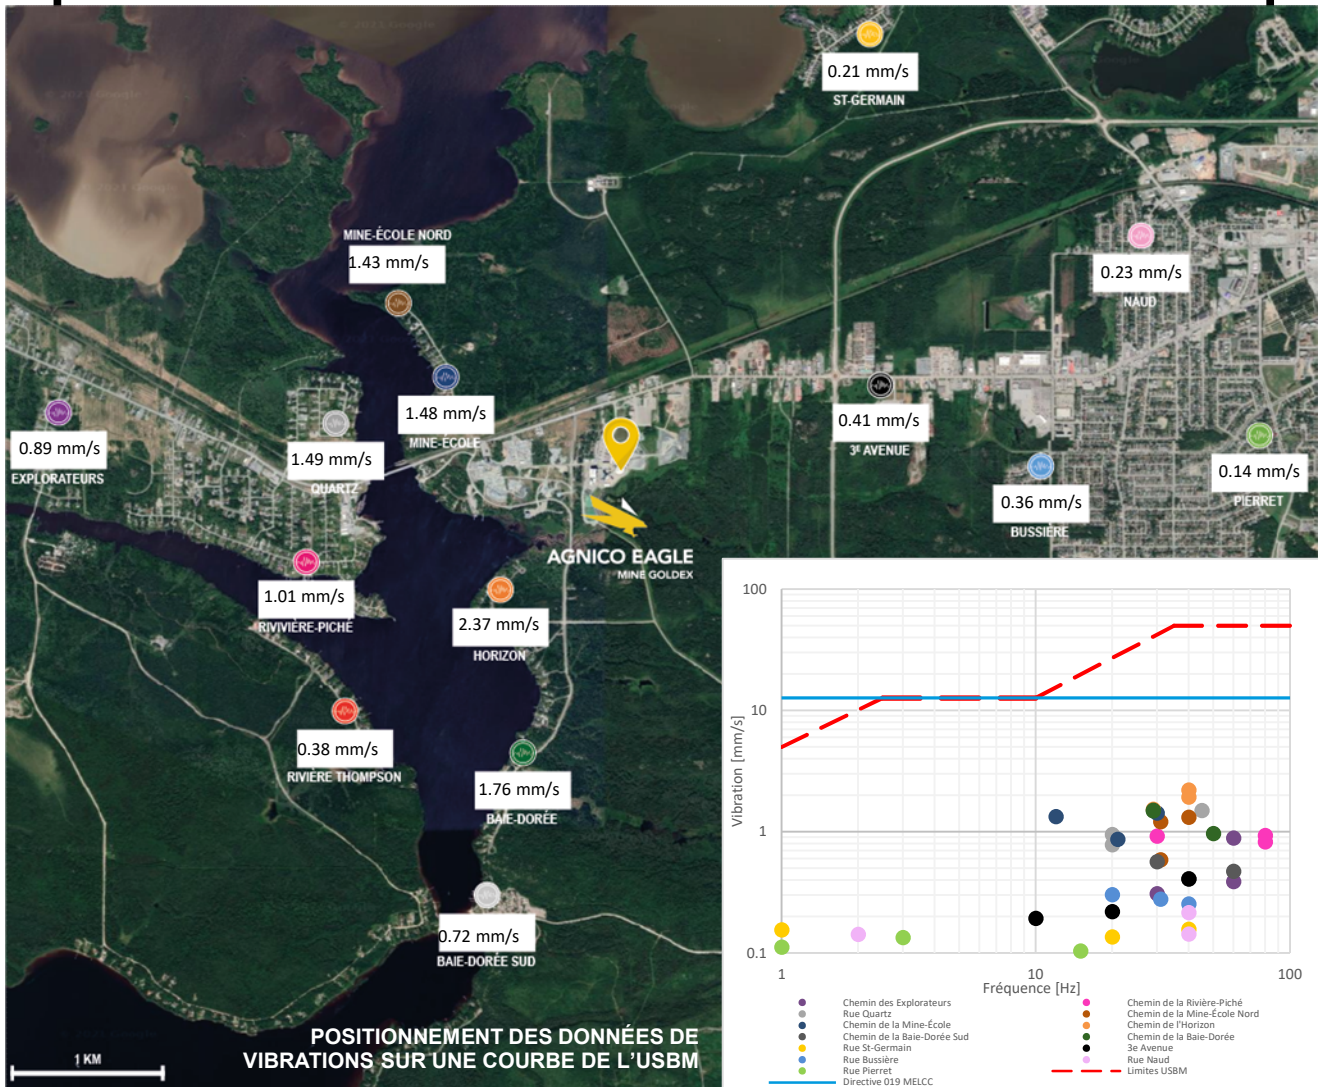 0.21 mm/s
ST-GERMAIN
MINE-ÉCOLE NORD
1.43 mm/s
0.23 mm/s
NAUD
1.48 mm/s
MINE-ÉCOLE
0.41 mm/s
3E AVENUE
0.89 mm/s
EXPLORATEURS
1.49 mm/s
QUARTZ
0.14 mm/s
PIERRET
0.36 mm/s
BUSSIÈRE
AGNICO EAGLE
MINE GOLDEX
1.01 mm/s
RIVIVIÈRE-PICHÉ
2.37 mm/s
HORIZON
0.38 mm/s
RIVIÈRE THOMPSON
1.76 mm/s
BAIE-DORÉE
0.72 mm/s
BAIE-DORÉE SUD
POSITIONNEMENT DES DONNÉES DE
VIBRATIONS SUR UNE COURBE DE L'USBM
1 KM
100
10
1
0.1
Vibration [mm/s]
1 10 100
Fréquence [Hz]
Chemin des Explorateurs
Chemin de la Rivière-Piché
Rue Quartz
Chemin de la Mine-École Nord
Chemin de la Mine-École
Chemin de l'Horizon
Chemin de la Baie-Dorée Sud
Chemin de la Baie-Dorée
Rue St-Germain
3e Avenue
Rue Bussière
Rue Naud
Rue Pierret
Limites USBM
Directive 019 MELCC